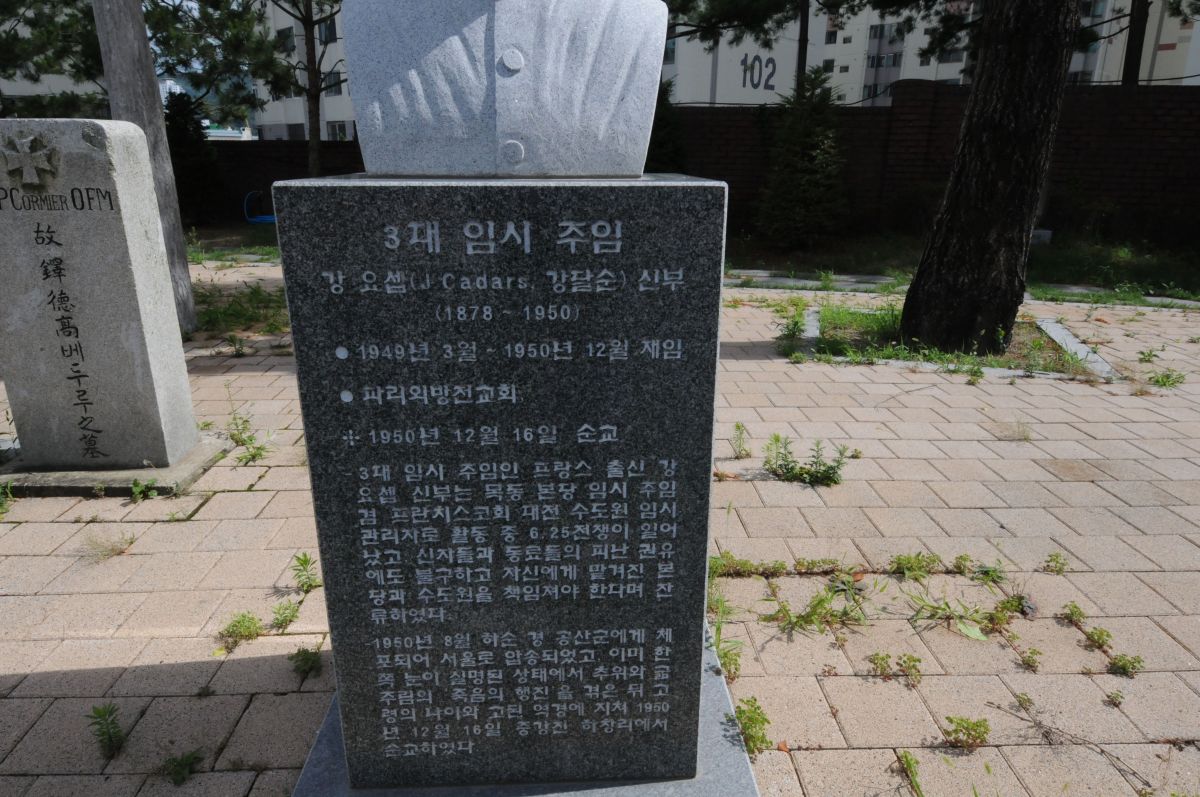 102
P CORMIER OFM
故
鐸
德
高
베
두
루
之
墓
3대 임시 주임
강 요셉(J Cadars, 강달순) 신부
(1878 ~ 1950)
● 1949년 3월 ~ 1950년 12월 재임
● 파리외방전교회
✻ 1950년 12월 16일 순교
-3대 임시 주임인 프랑스 출신 강
요셉 신부는 목동 본당 임시 주임
겸 프란치스코회 대전 수도원 임시
관리자로 활동 중 6.25전쟁이 일어
났고 신자들과 동료들의 피난 권유
에도 불구하고 자신에게 맡겨진 본
당과 수도원을 책임져야 한다며 잔
류하였다.
-1950년 8월 하순 경 공산군에게 체
포되어 서울로 압송되었고 이미 한
쪽 눈이 실명된 상태에서 추위와 굶
주림의 '죽음의 행진'을 겪은 뒤 고
령의 나이와 고된 역경에 지쳐 1950
년 12월 16일 중강진 하창리에서
순교하였다.